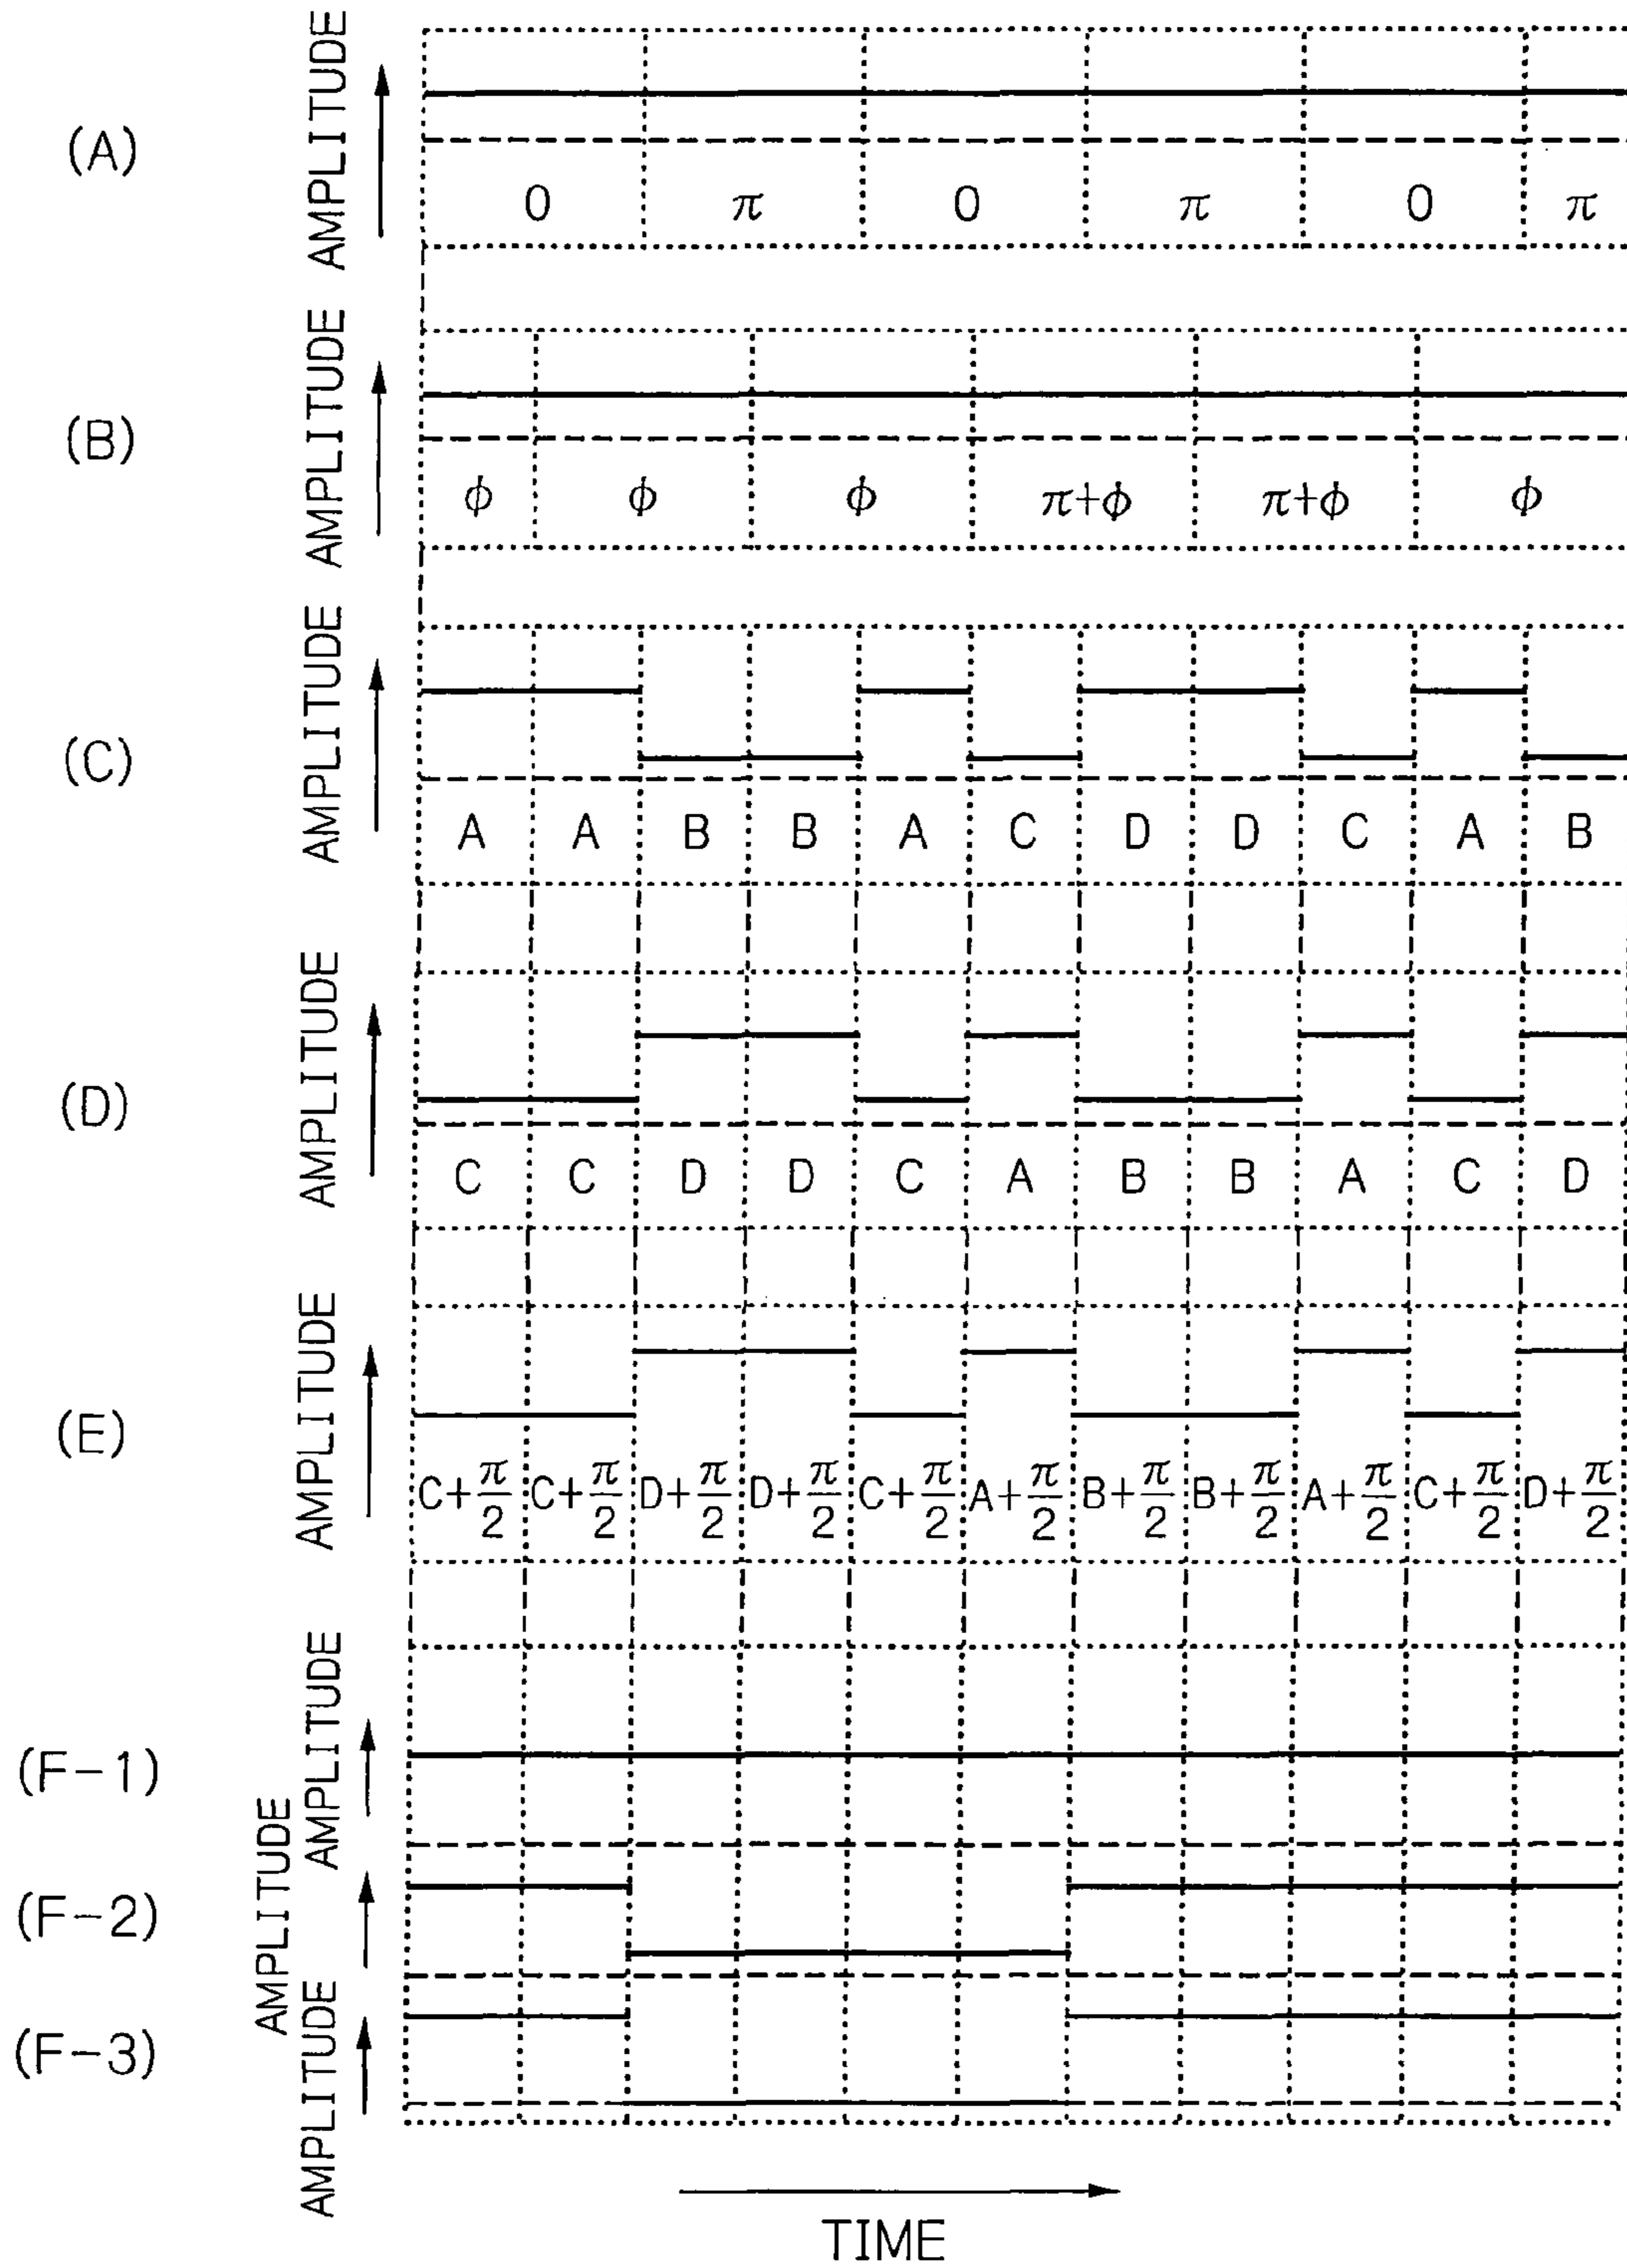 (A)
AMPLITUDE
0 π 0 π 0 π
(B)
AMPLITUDE
φ φ φ π+φ π+φ φ
(C)
AMPLITUDE
A A B B A C D D C A B
(D)
AMPLITUDE
C C D D C A B B A C D
(E)
AMPLITUDE
C+π/2 C+π/2 D+π/2 D+π/2 C+π/2 A+π/2 B+π/2 B+π/2 A+π/2 C+π/2 D+π/2
(F-1)
AMPLITUDE
(F-2)
AMPLITUDE
(F-3)
AMPLITUDE
TIME